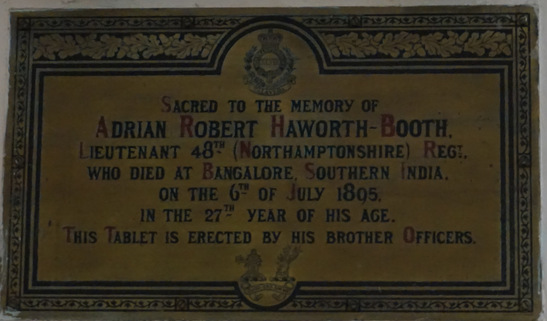 SACRED TO THE MEMORY OF
ADRIAN ROBERT HAWORTH-BOOTH,
LIEUTENANT 48TH (NORTHAMPTONSHIRE) REGT.,
WHO DIED AT BANGALORE, SOUTHERN INDIA,
ON THE 6TH OF JULY 1895,
IN THE 27TH YEAR OF HIS AGE.
THIS TABLET IS ERECTED BY HIS BROTHER OFFICERS.